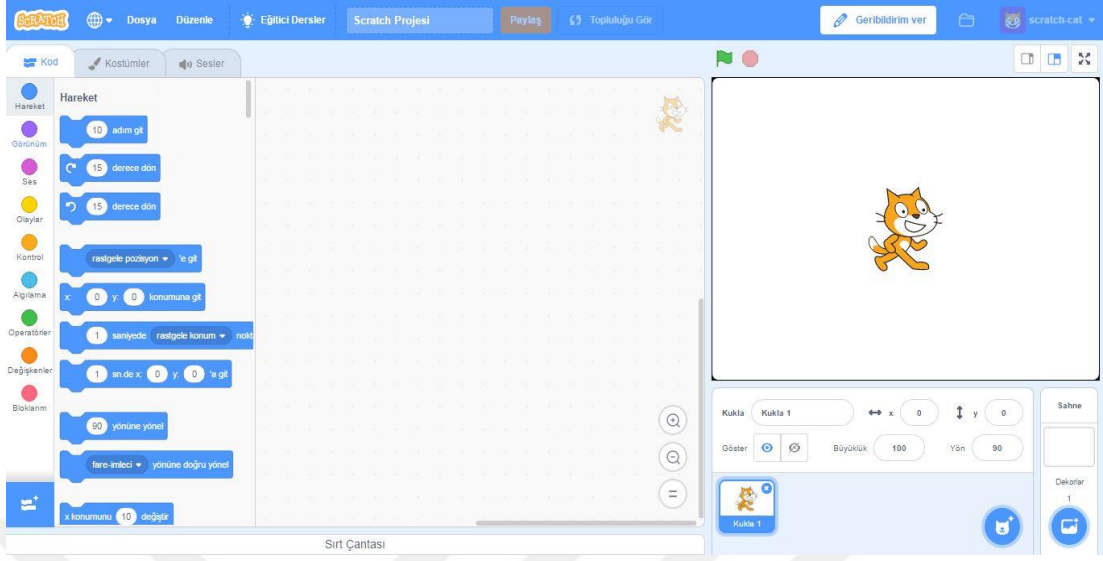 SCRATCH Dosya Düzenle Eğitici Dersler Scratch Projesi Paylaş Topluluğu Gör Geribildirim ver scratch-cat
Kod Kostümler Sesler
Hareket
Görünüm
Ses
Olaylar
Kontrol
Algılama
Operatörler
Değişkenler
Bloklarım
Hareket
10 adım git
15 derece dön
15 derece dön
rastgele pozisyon 'e git
x: 0 y: 0 konumuna git
1 saniyede rastgele konum nokt
1 sn.de x: 0 y: 0 'a git
90 yönüne yönel
fare-imleci yönüne doğru yönel
x konumunu 10 değiştir
Sırt Çantası
Kukla Kukla 1 x 0 y 0
Göster Büyüklük 100 Yön 90
Kukla 1
Sahne
Dekorlar
1